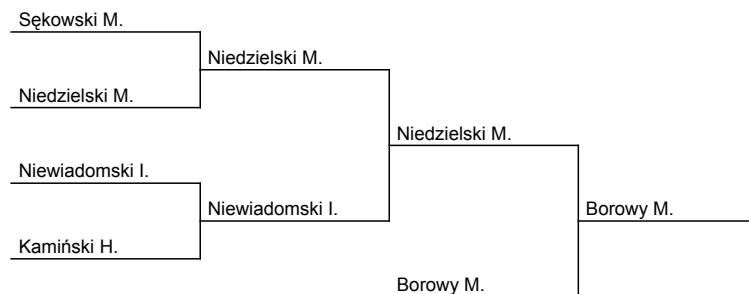 Sękowski M.
Niedzielski M.
Niedzielski M.
Niedzielski M.
Niewiadomski I.
Niewiadomski I.
Borowy M.
Kamiński H.
Borowy M.